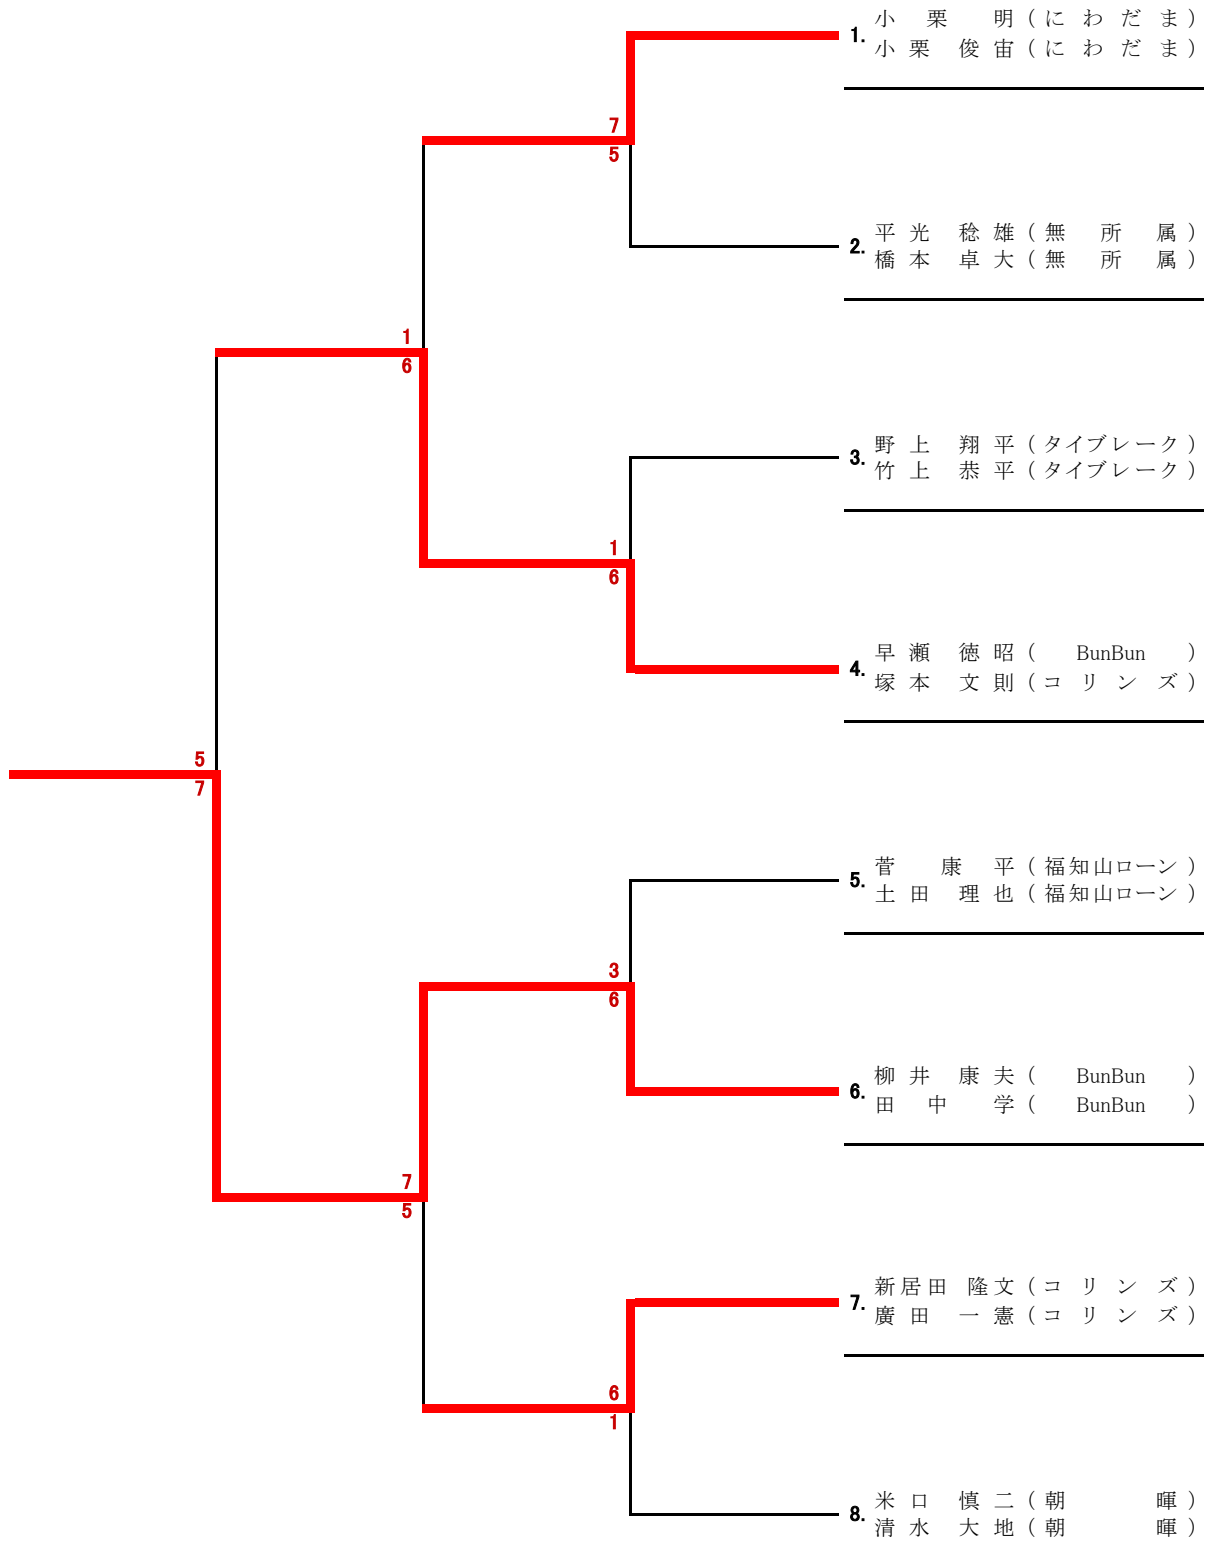 1. 小栗 明(にわだま)
小栗 俊宙(にわだま)
7
5
2. 平光 稔雄(無所属)
橋本 卓大(無所属)
1
6
3. 野上 翔平(タイブレーク)
竹上 恭平(タイブレーク)
1
6
4. 早瀬 徳昭(BunBun)
塚本 文則(コリンズ)
5
7
5. 菅 康平(福知山ローン)
土田 理也(福知山ローン)
3
6
6. 柳井 康夫(BunBun)
田中 学(BunBun)
7
5
7. 新居田 隆文(コリンズ)
廣田 一憲(コリンズ)
6
1
8. 米口 慎二(朝暉)
清水 大地(朝暉)